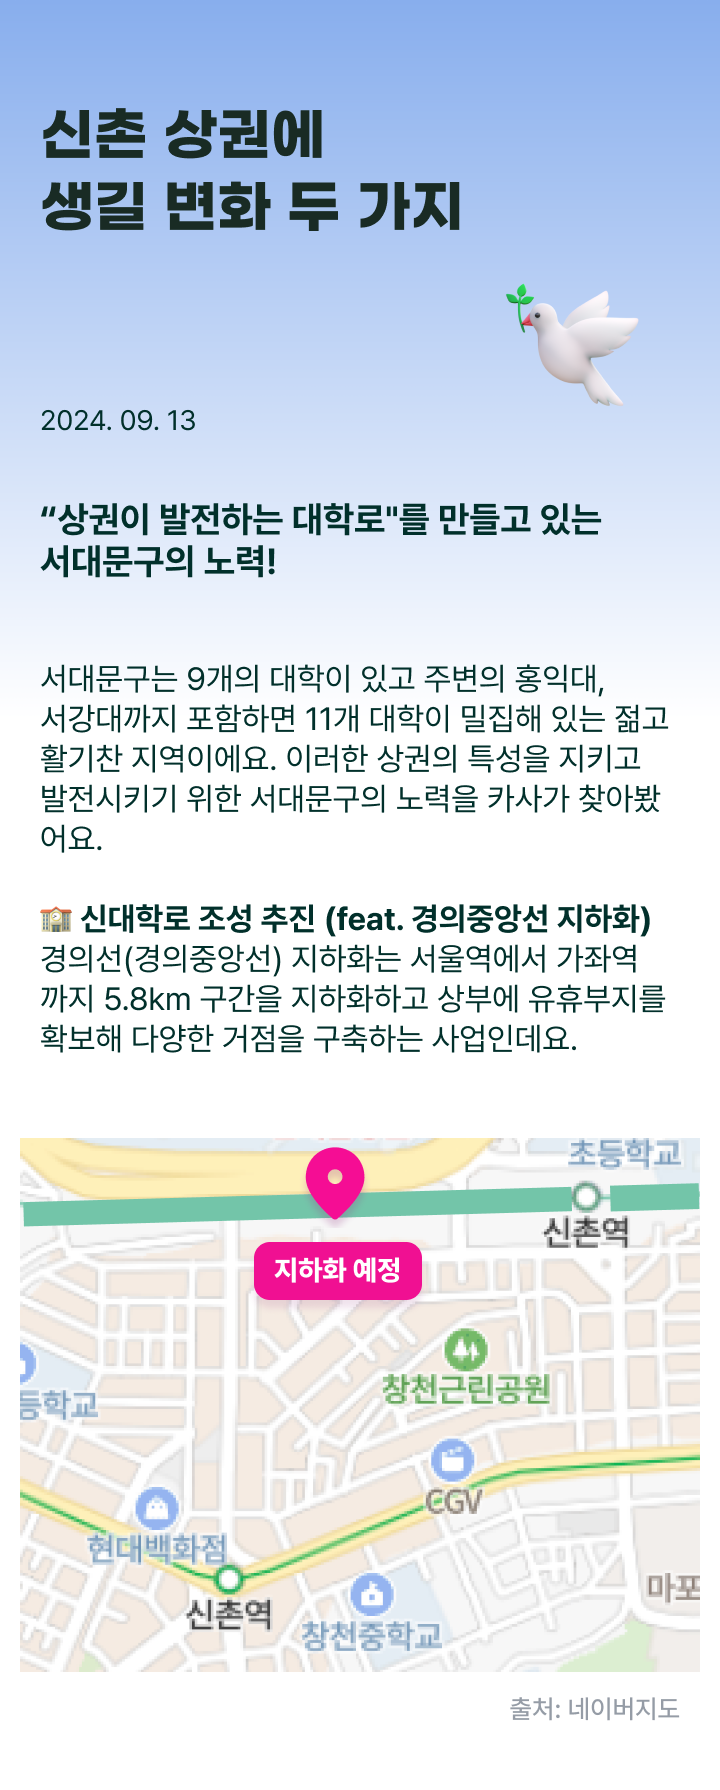 신촌 상권에
생길 변화 두 가지
2024. 09. 13
“상권이 발전하는 대학로"를 만들고 있는
서대문구의 노력!
서대문구는 9개의 대학이 있고 주변의 홍익대,
서강대까지 포함하면 11개 대학이 밀집해 있는 젊고
활기찬 지역이에요. 이러한 상권의 특성을 지키고
발전시키기 위한 서대문구의 노력을 카사가 찾아봤
어요.
🏫 신대학로 조성 추진 (feat. 경의중앙선 지하화)
경의선(경의중앙선) 지하화는 서울역에서 가좌역
까지 5.8km 구간을 지하화하고 상부에 유휴부지를
확보해 다양한 거점을 구축하는 사업인데요.
초등학교
신촌역
지하화 예정
창천근린공원
등학교
CGV
현대백화점
신촌역
창천중학교
마포
출처: 네이버지도